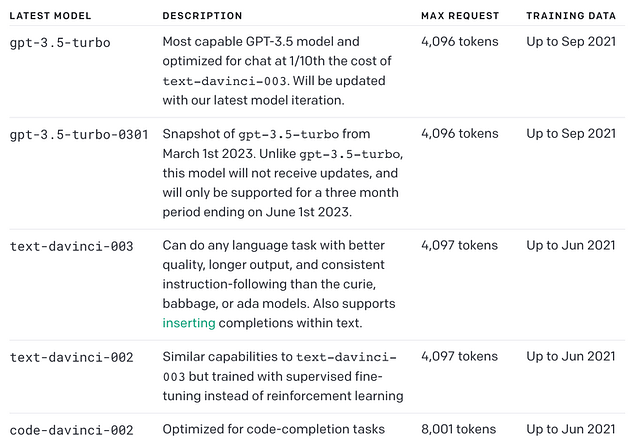 LATEST MODEL DESCRIPTION MAX REQUEST TRAINING DATA
gpt-3.5-turbo Most capable GPT-3.5 model and 4,096 tokens Up to Sep 2021
optimized for chat at 1/10th the cost of
text-davinci-003. Will be updated
with our latest model iteration.
gpt-3.5-turbo-0301 Snapshot of gpt-3.5-turbo from 4,096 tokens Up to Sep 2021
March 1st 2023. Unlike gpt-3.5-turbo,
this model will not receive updates, and
will only be supported for a three month
period ending on June 1st 2023.
text-davinci-003 Can do any language task with better 4,097 tokens Up to Jun 2021
quality, longer output, and consistent
instruction-following than the curie,
babbage, or ada models. Also supports
inserting completions within text.
text-davinci-002 Similar capabilities to text-davinci- 4,097 tokens Up to Jun 2021
003 but trained with supervised fine-
tuning instead of reinforcement learning
code-davinci-002 Optimized for code-completion tasks 8,001 tokens Up to Jun 2021